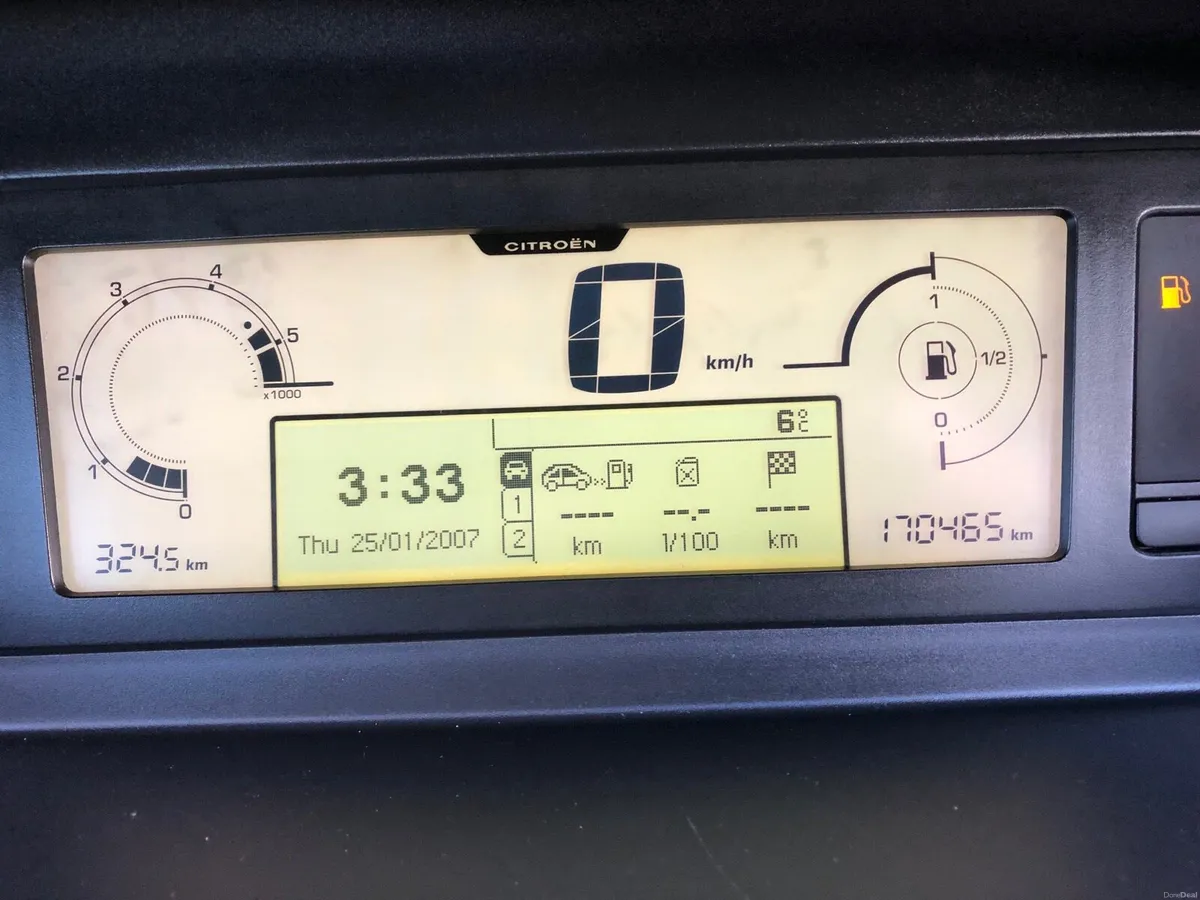 CITROËN
4
3
5
2
x1000
1
0
324.5 km
0
km/h
6°C
3:33
Thu 25/01/2007
1
2
----
km
--.-
l/100
----
km
1
1/2
0
170465 km
DoneDeal